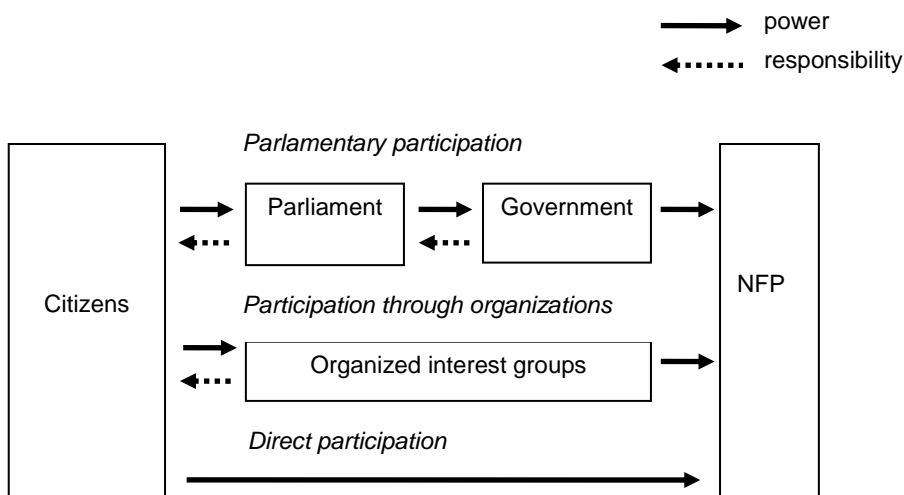 power
responsibility
Parlamentary participation
Parliament
Government
Citizens
NFP
Participation through organizations
Organized interest groups
Direct participation